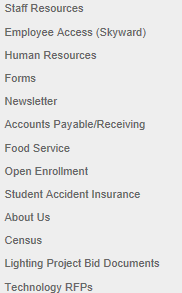 Staff Resources
Employee Access (Skyward)
Human Resources
Forms
Newsletter
Accounts Payable/Receiving
Food Service
Open Enrollment
Student Accident Insurance
About Us
Census
Lighting Project Bid Documents
Technology RFPs